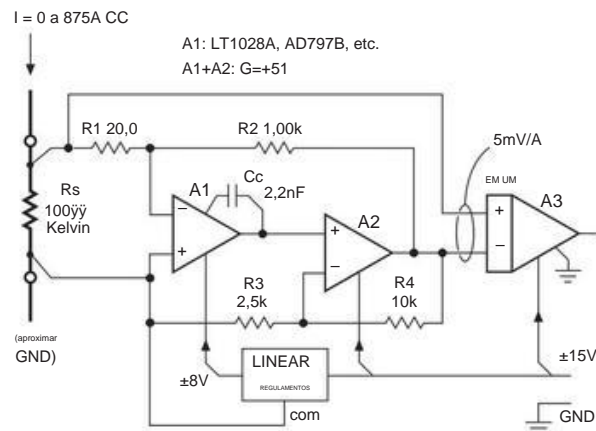 I = 0 a 875A CC
A1: LT1028A, AD797B, etc.
A1+A2: G=+51
R1 20,0
R2 1,00k
5mV/A
A1
Cc
2,2nF
EM UM
A3
Rs
100ÿÿ
Kelvin
−
+
A2
+
−
+
−
R3
2,5k
R4
10k
(aproximar
GND)
±8V
LINEAR
REGULAMENTOS
com
±15V
GND